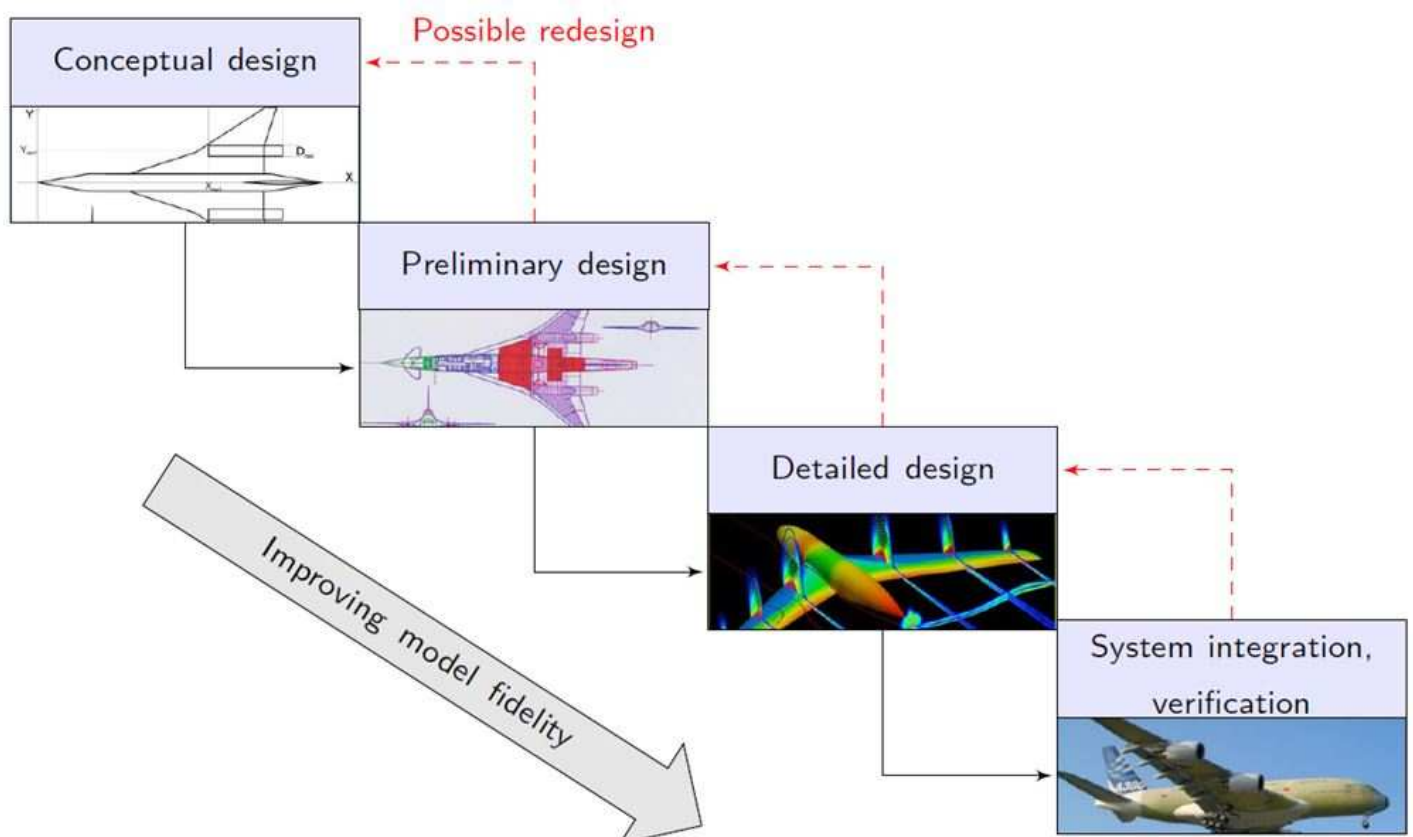 Possible redesign
Conceptual design
Y
X
Preliminary design
Detailed design
Improving model fidelity
System integration,
verification